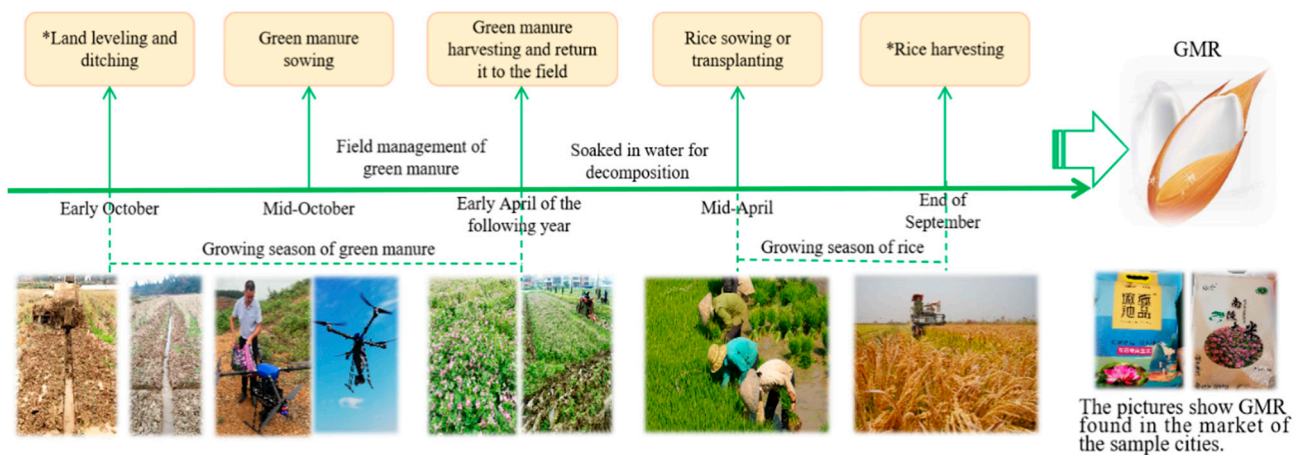 *Land leveling and
ditching
Green manure
sowing
Green manure
harvesting and return
it to the field
Rice sowing or
transplanting
*Rice harvesting
GMR
Field management of
green manure
Soaked in water for
decomposition
Early October
Mid-October
Early April of the
following year
Mid-April
End of
September
Growing season of green manure
Growing season of rice
The pictures show GMR
found in the market of
the sample cities.